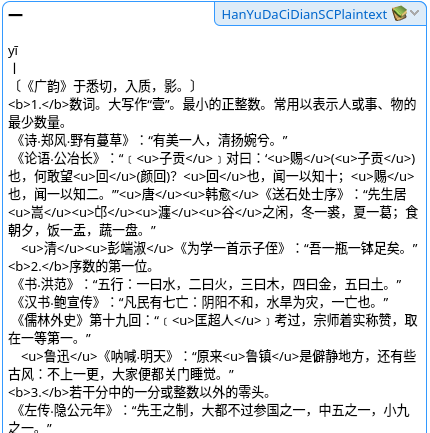 HanYuDaCiDianSCPlaintext
一
yī
丨
〔《广韵》于悉切，入质，影。〕
<b>1.</b>数词。大写作“壹”。最小的正整数。常用以表示人或事、物的
最少数量。
《诗·郑风·野有蔓草》：“有美一人，清扬婉兮。”
《论语·公冶长》：“﹝<u>子贡</u>﹞对曰：‘<u>赐</u>(<u>子贡</u>)
也，何敢望<u>回</u>(颜回)？<u>回</u>也，闻一以知十；<u>赐</u>
也，闻一以知二。’”<u>唐</u><u>韩愈</u>《送石处士序》：“先生居
<u>嵩</u><u>邙</u><u>瀍</u><u>谷</u>之闲，冬一裘，夏一葛；食
朝夕，饭一盂，蔬一盘。”
<u>清</u><u>彭端淑</u>《为学一首示子侄》：“吾一瓶一钵足矣。”
<b>2.</b>序数的第一位。
《书·洪范》：“五行：一曰水，二曰火，三曰木，四曰金，五曰土。”
《汉书·鲍宣传》：“凡民有七亡：阴阳不和，水旱为灾，一亡也。”
《儒林外史》第十九回：“﹝<u>匡超人</u>﹞考过，宗师着实称赞，取
在一等第一。”
<u>鲁迅</u>《呐喊·明天》：“原来<u>鲁镇</u>是僻静地方，还有些
古风：不上一更，大家便都关门睡觉。”
<b>3.</b>若干分中的一分或整数以外的零头。
《左传·隐公元年》：“先王之制，大都不过参国之一，中五之一，小九
之一。”